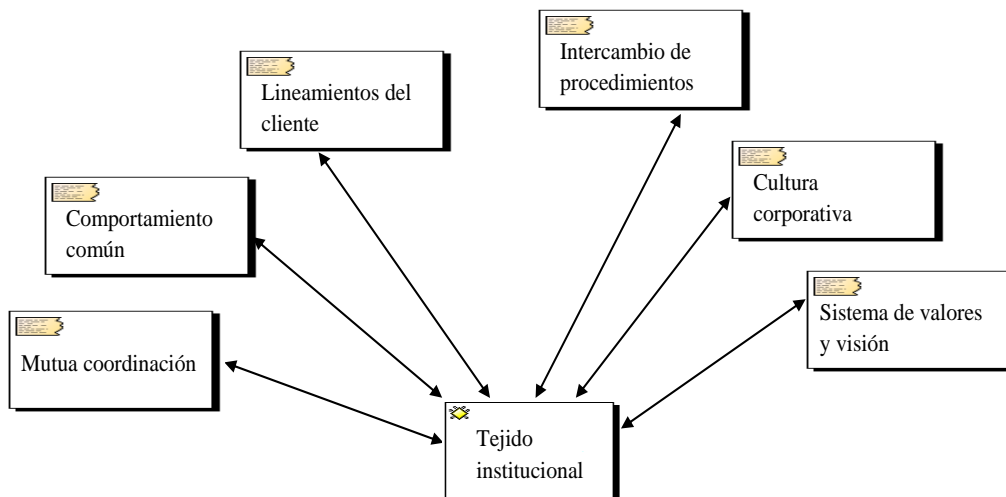 Intercambio de
procedimientos
Lineamientos del
cliente
Cultura
corporativa
Comportamiento
común
Sistema de valores
y visión
Mutua coordinación
Tejido
institucional